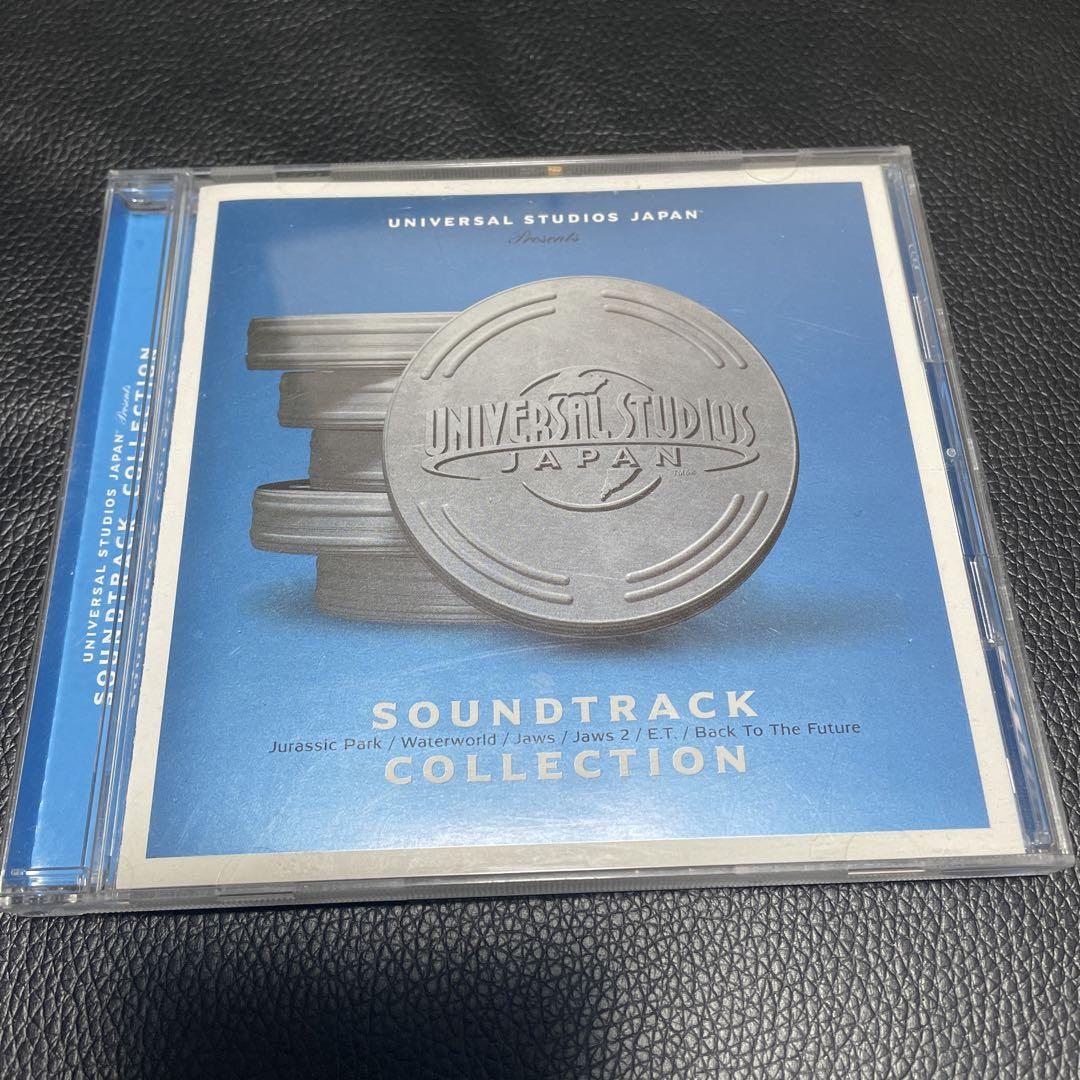 UNIVERSAL STUDIOS JAPAN™
Presents
UNIVERSAL STUDIOS
JAPAN
SOUNDTRACK
Jurassic Park / Waterworld / Jaws / Jaws 2 / E.T. / Back To The Future
COLLECTION
UNIVERSAL STUDIOS JAPAN Presents
SOUNDTRACK COLLECTION